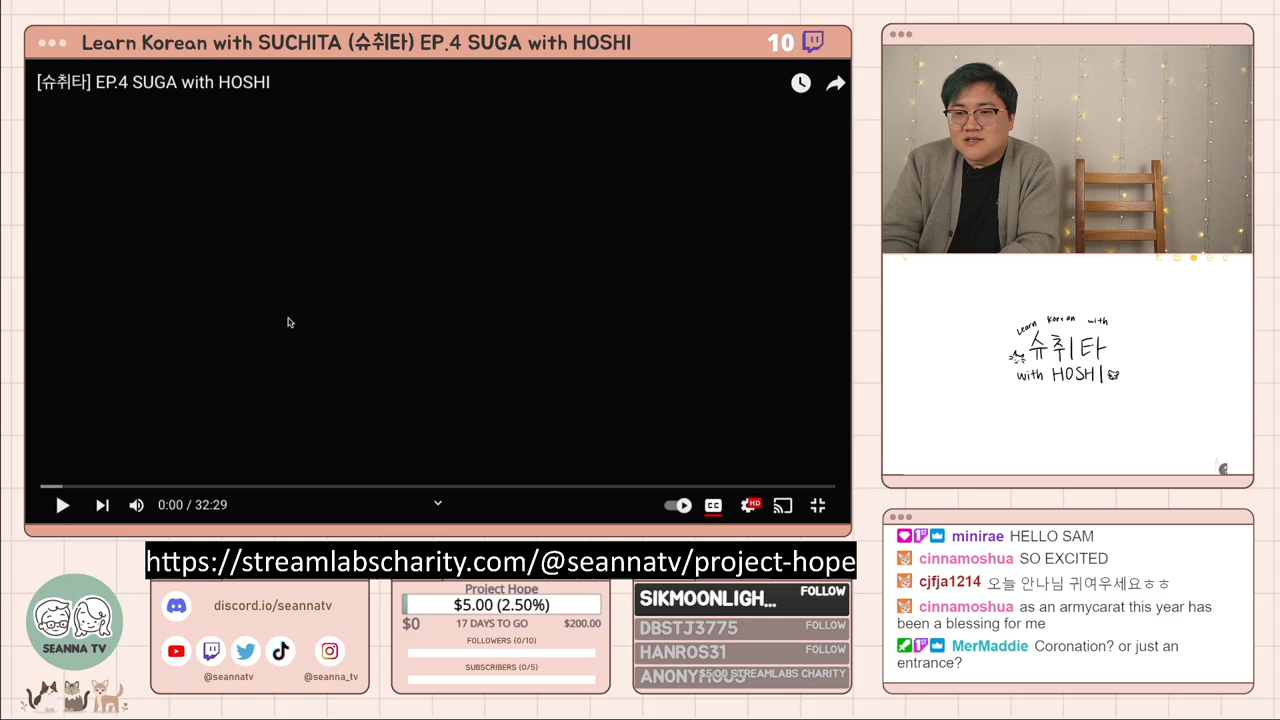 Learn Korean with SUCHITA (슈취타) EP.4 SUGA with HOSHI
10
[슈취타] EP.4 SUGA with HOSHI
0:00 / 32:29
CC
HD
https://streamlabscharity.com/@seannatv/project-hope
SEANNA TV
discord.io/seannatv
@seannatv
@seanna_tv
Project Hope
$5.00 (2.50%)
$0
17 DAYS TO GO
$200.00
FOLLOWERS (0/10)
SUBSCRIBERS (0/5)
SIKMOONLIGH... FOLLOW
DBSTJ3775 FOLLOW
HANROS31 FOLLOW
ANONYMOUS $5.00 STREAMLABS CHARITY
Learn Korean with
슈취타
with HOSHI
minirae HELLO SAM
cinnamoshua SO EXCITED
cjfja1214 오늘 안나님 귀여우세요ㅎㅎ
cinnamoshua as an armycarat this year has
been a blessing for me
MerMaddie Coronation? or just an
entrance?